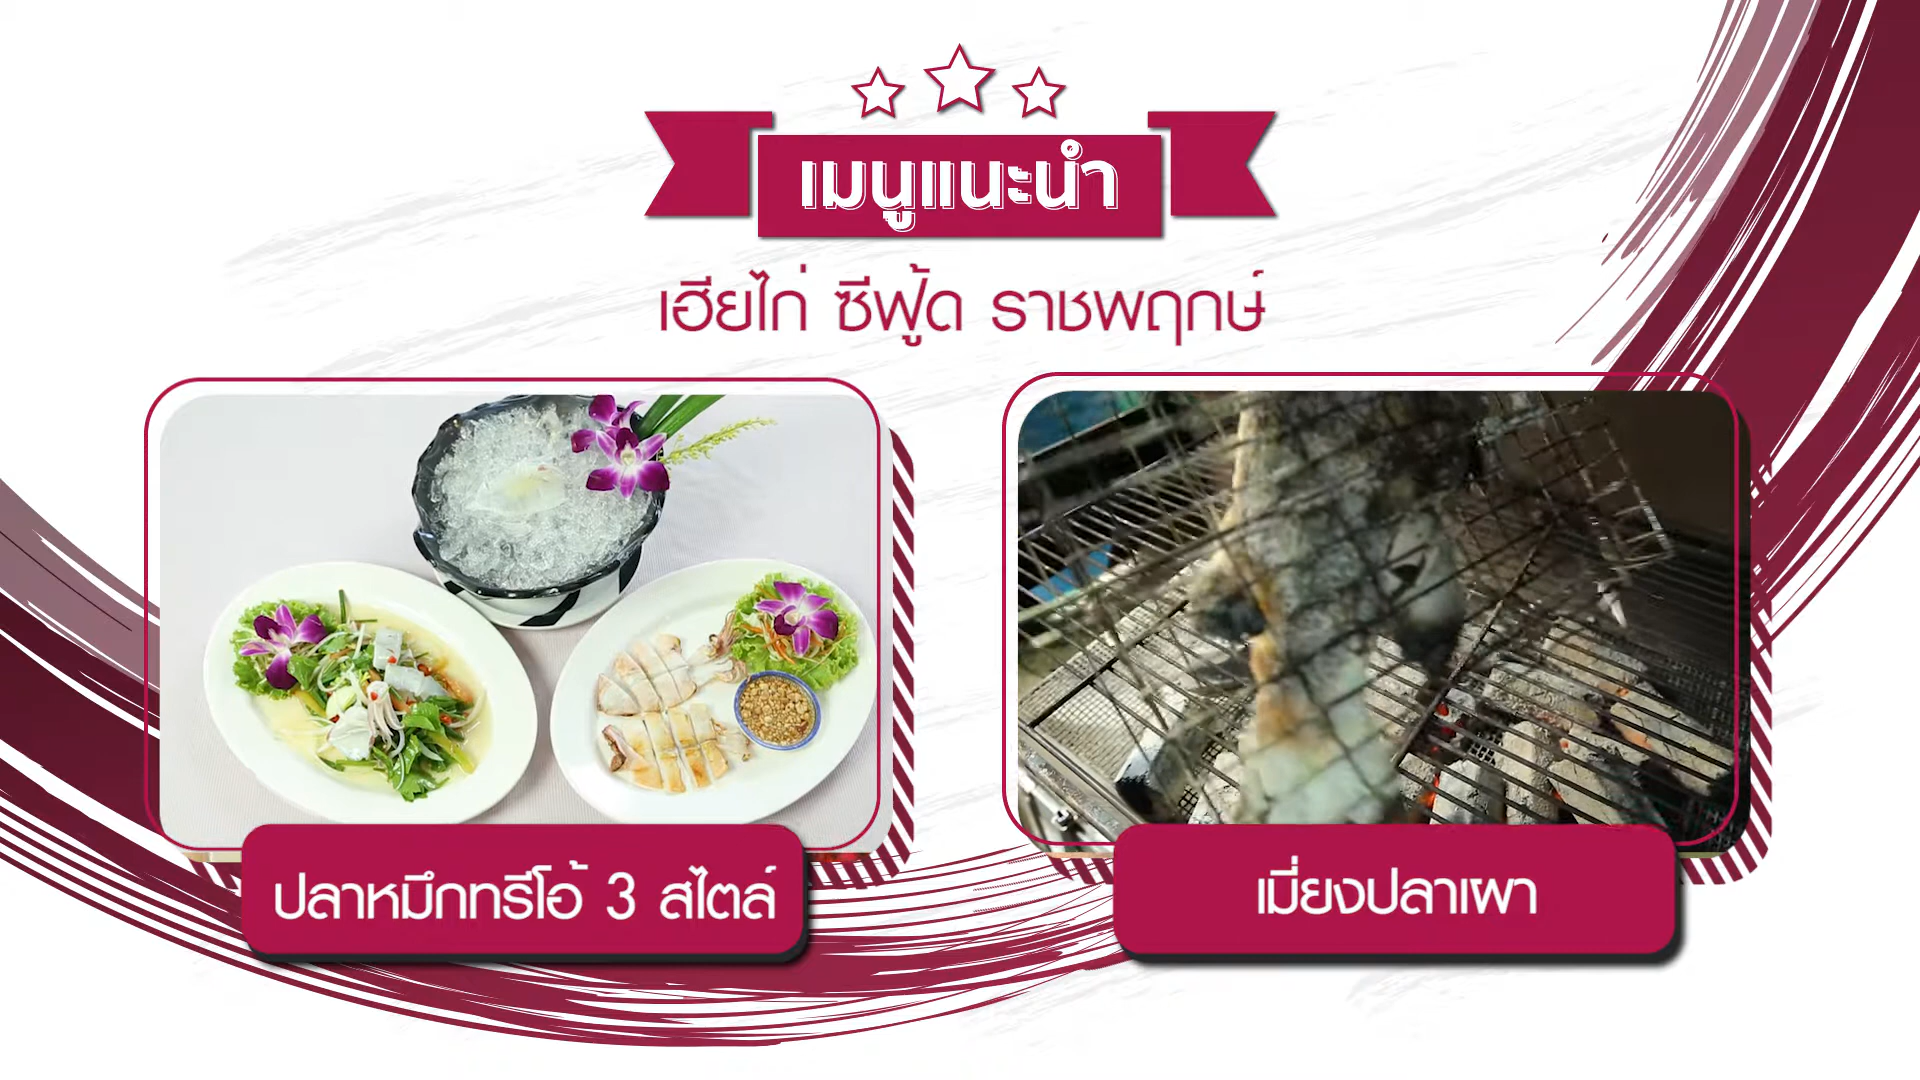 เมนูแนะนำ
เฮียไก่ ซีฟู้ด ราชพฤกษ์
ปลาหมึกทรีโอ้ 3 สไตล์
เมี่ยงปลาเผา